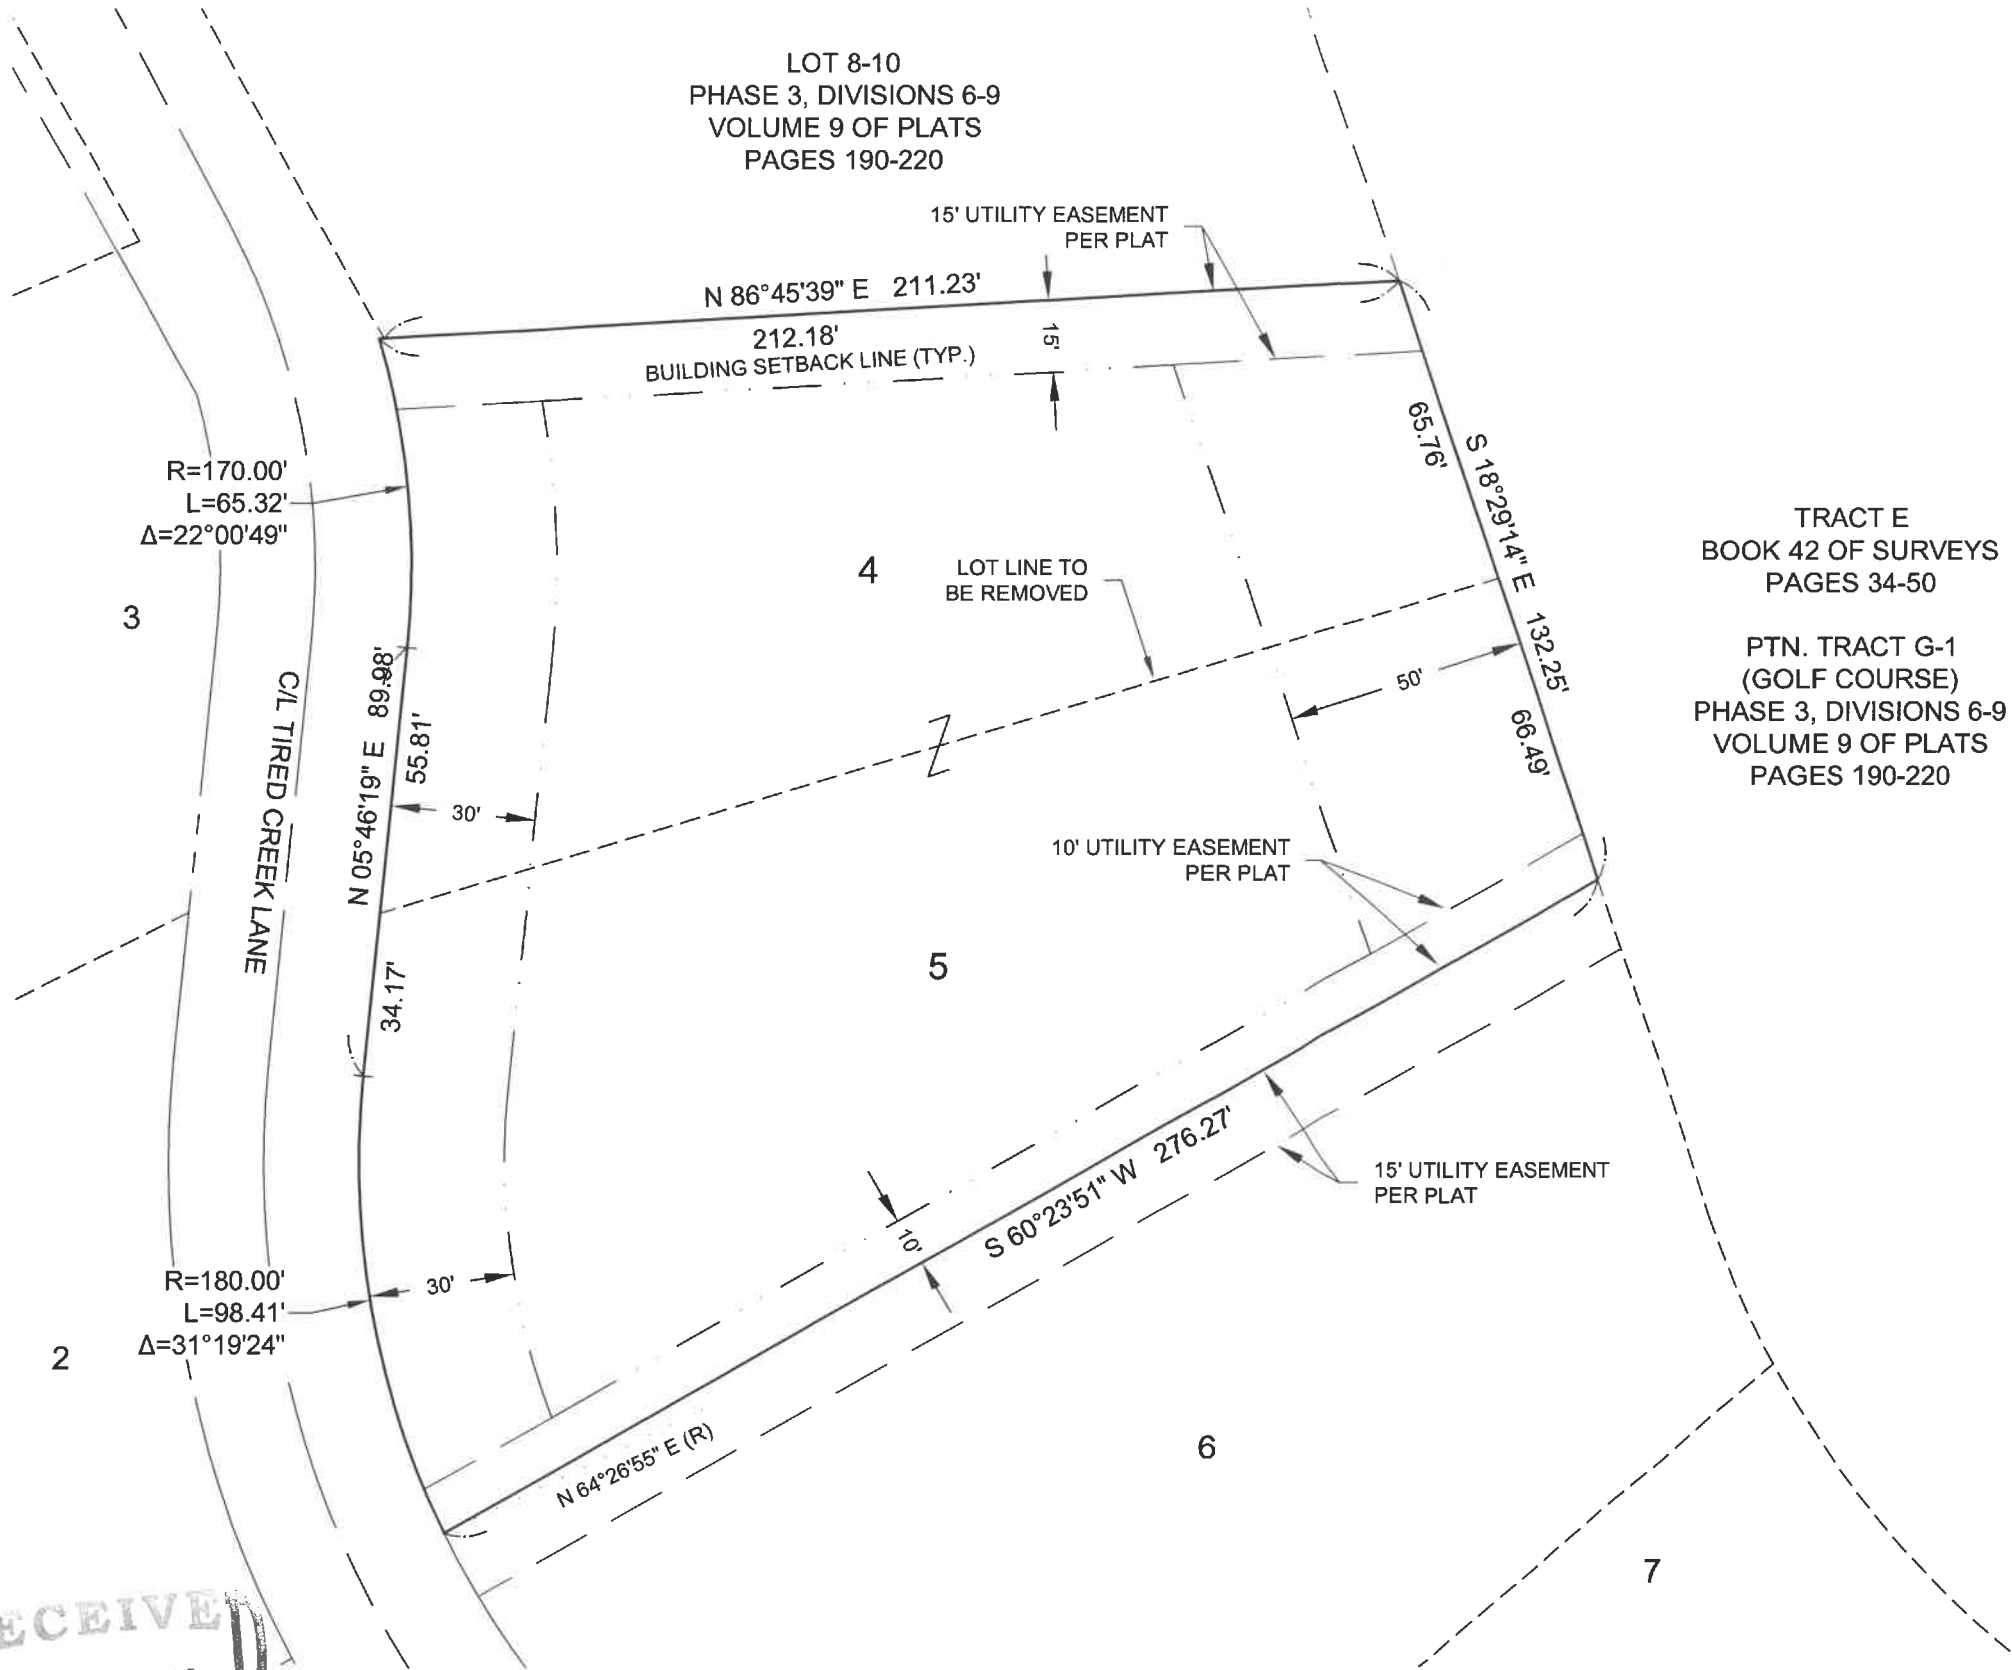 LOT 8-10
PHASE 3, DIVISIONS 6-9
VOLUME 9 OF PLATS
PAGES 190-220
15' UTILITY EASEMENT
PER PLAT
N 86°45'39" E 211.23'
212.18'
BUILDING SETBACK LINE (TYP.)
15'
R=170.00'
L=65.32'
Δ=22°00'49"
65.76'
S 18°29'14" E 132.25'
66.49'
4
LOT LINE TO
BE REMOVED
TRACT E
BOOK 42 OF SURVEYS
PAGES 34-50
PTN. TRACT G-1
(GOLF COURSE)
PHASE 3, DIVISIONS 6-9
VOLUME 9 OF PLATS
PAGES 190-220
3
C/L TIRED CREEK LANE
N 05°46'19" E 89.98'
55.81'
30'
50'
10' UTILITY EASEMENT
PER PLAT
34.17'
5
S 60°23'51" W 276.27'
15' UTILITY EASEMENT
PER PLAT
10'
R=180.00'
L=98.41'
Δ=31°19'24"
30'
2
N 64°26'55" E (R)
6
7
ECEIVED